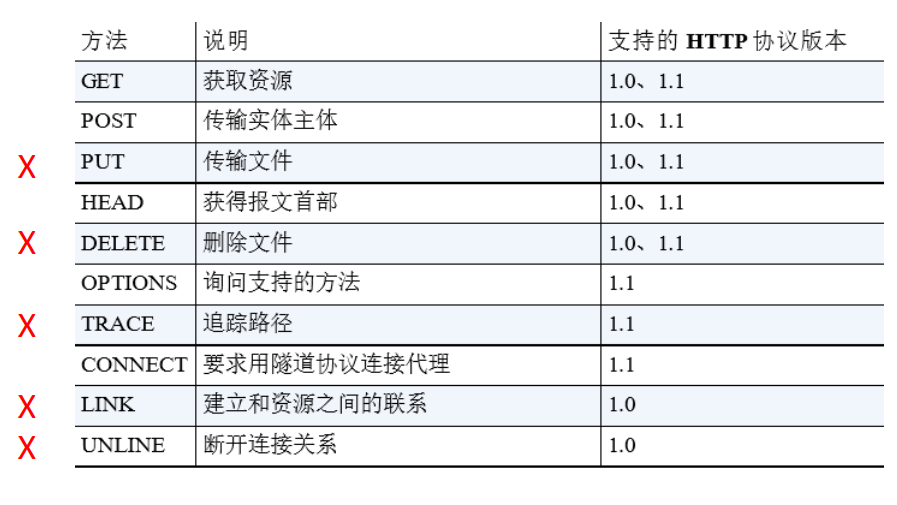 方法 说明 支持的 HTTP 协议版本
GET 获取资源 1.0、1.1
POST 传输实体主体 1.0、1.1
X PUT 传输文件 1.0、1.1
HEAD 获得报文首部 1.0、1.1
X DELETE 删除文件 1.0、1.1
OPTIONS 询问支持的方法 1.1
X TRACE 追踪路径 1.1
CONNECT 要求用隧道协议连接代理 1.1
X LINK 建立和资源之间的联系 1.0
X UNLINE 断开连接关系 1.0